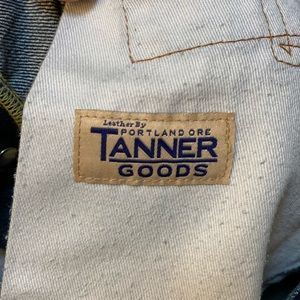 Leather By
PORTLAND ORE
TANNER
GOODS